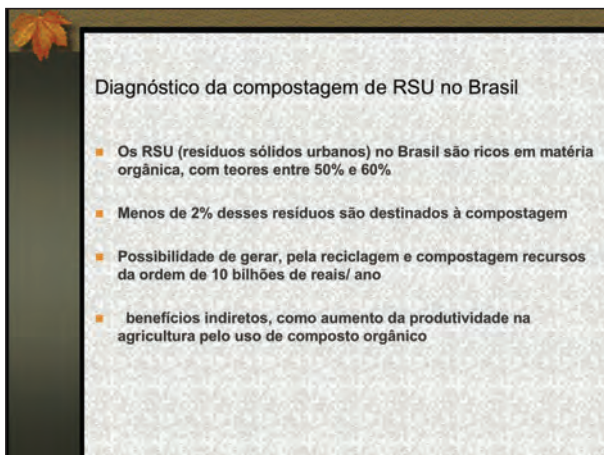 Diagnóstico da compostagem de RSU no Brasil
Os RSU (resíduos sólidos urbanos) no Brasil são ricos em matéria
orgânica, com teores entre 50% e 60%
Menos de 2% desses resíduos são destinados à compostagem
Possibilidade de gerar, pela reciclagem e compostagem recursos
da ordem de 10 bilhões de reais/ ano
benefícios indiretos, como aumento da produtividade na
agricultura pelo uso de composto orgânico